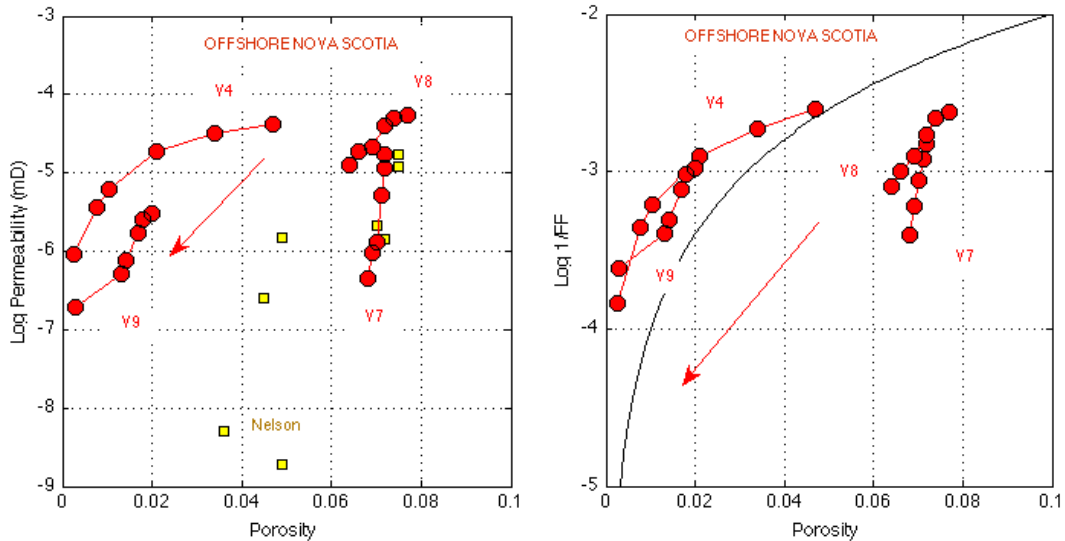 -3
-4
-5
-6
-7
-8
-9
0
0.02
0.04
0.06
0.08
0.1
Porosity
Log Permeability (mD)
OFFSHORE NOVA SCOTIA
V4
V8
V9
V7
Nelson
-2
-3
-4
-5
0
0.02
0.04
0.06
0.08
0.1
Porosity
Log 1/FF
OFFSHORE NOVA SCOTIA
V4
V8
V9
V7